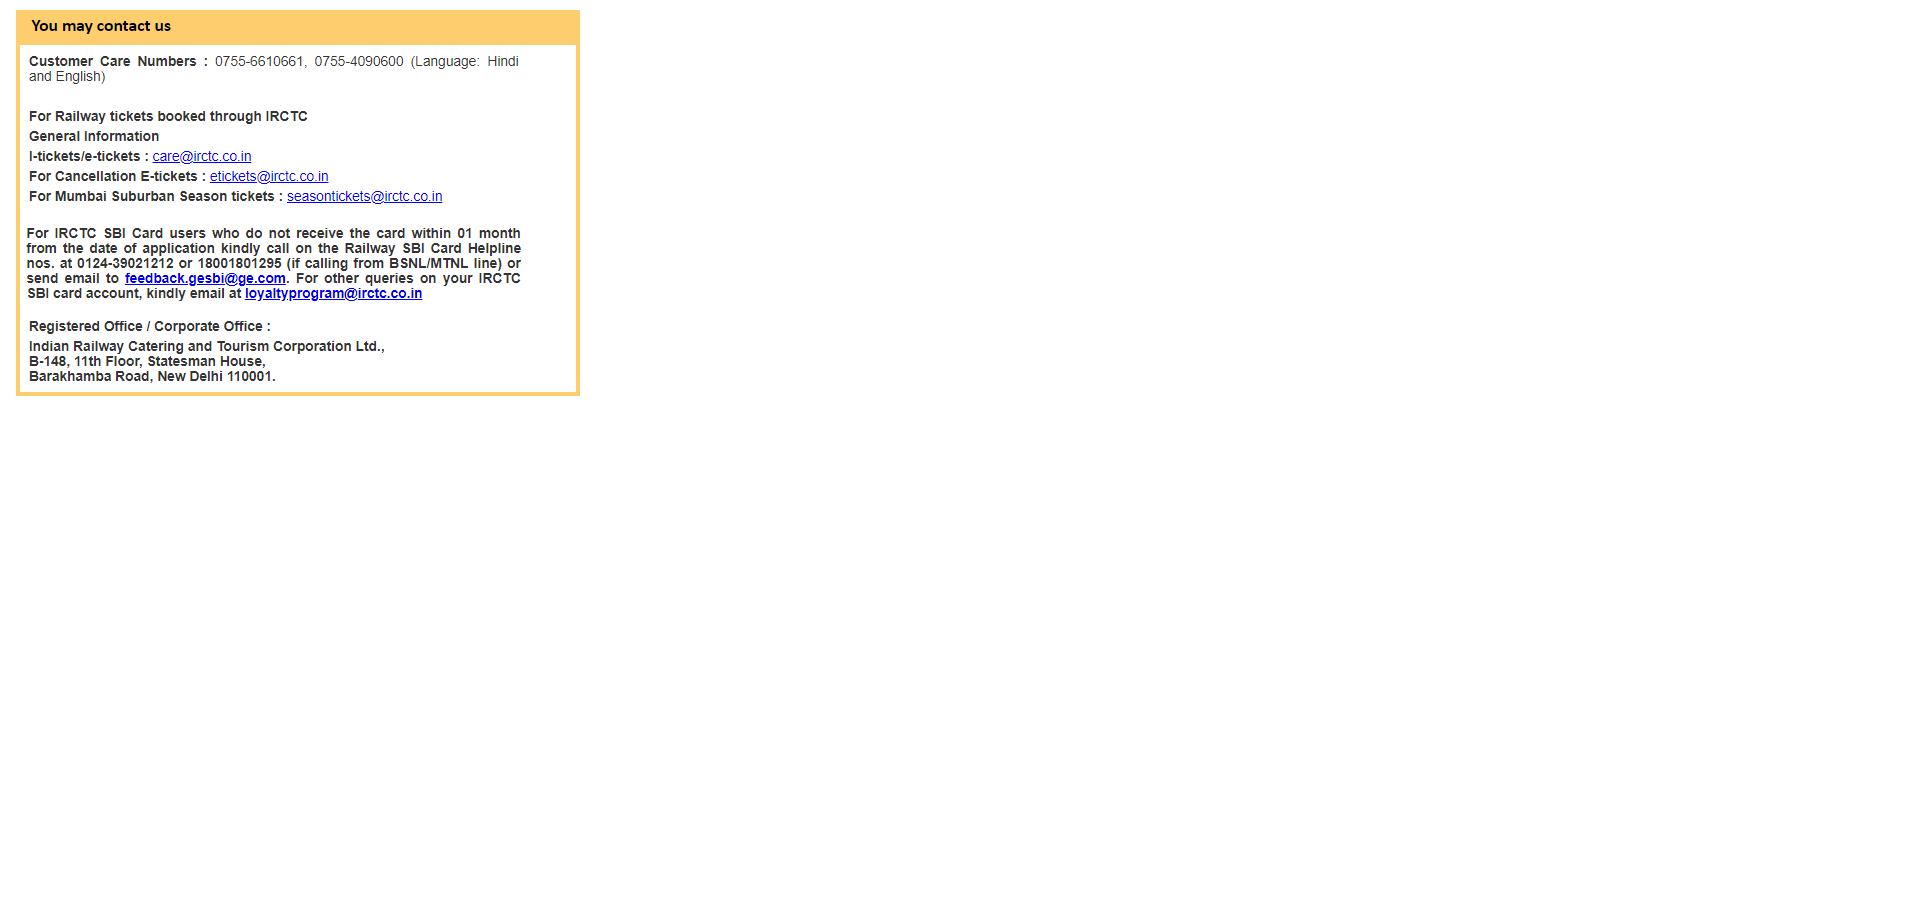 You may contact us
Customer Care Numbers : 0755-6610661, 0755-4090600 (Language: Hindi
and English)
For Railway tickets booked through IRCTC
General Information
I-tickets/e-tickets : care@irctc.co.in
For Cancellation E-tickets : etickets@irctc.co.in
For Mumbai Suburban Season tickets : seasontickets@irctc.co.in
For IRCTC SBI Card users who do not receive the card within 01 month
from the date of application kindly call on the Railway SBI Card Helpline
nos. at 0124-39021212 or 18001801295 (if calling from BSNL/MTNL line) or
send email to feedback.gesbi@ge.com. For other queries on your IRCTC
SBI card account, kindly email at loyaltyprogram@irctc.co.in
Registered Office / Corporate Office :
Indian Railway Catering and Tourism Corporation Ltd.,
B-148, 11th Floor, Statesman House,
Barakhamba Road, New Delhi 110001.